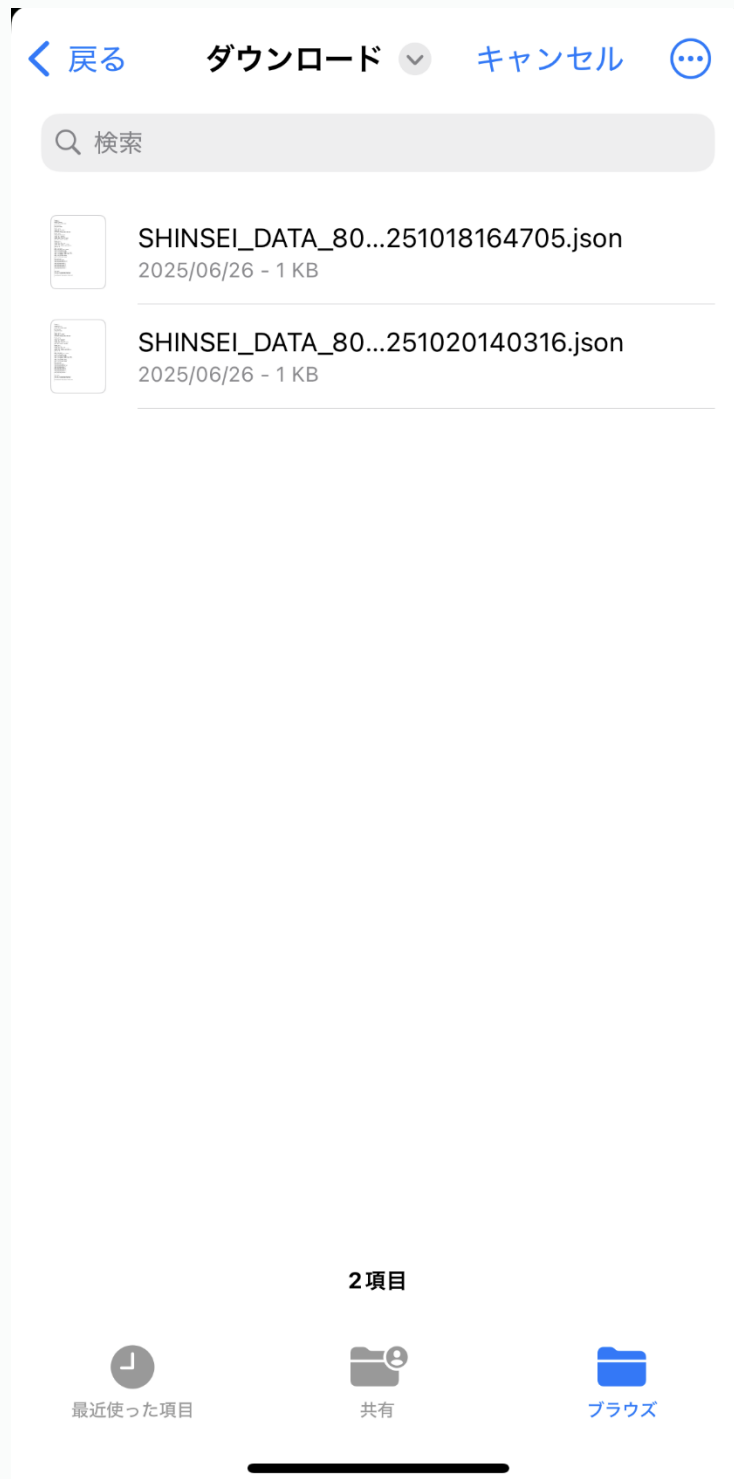 戻る ダウンロード キャンセル
検索
SHINSEI_DATA_80...251018164705.json
2025/06/26 - 1 KB
SHINSEI_DATA_80...251020140316.json
2025/06/26 - 1 KB
2項目
最近使った項目 共有 ブラウズ